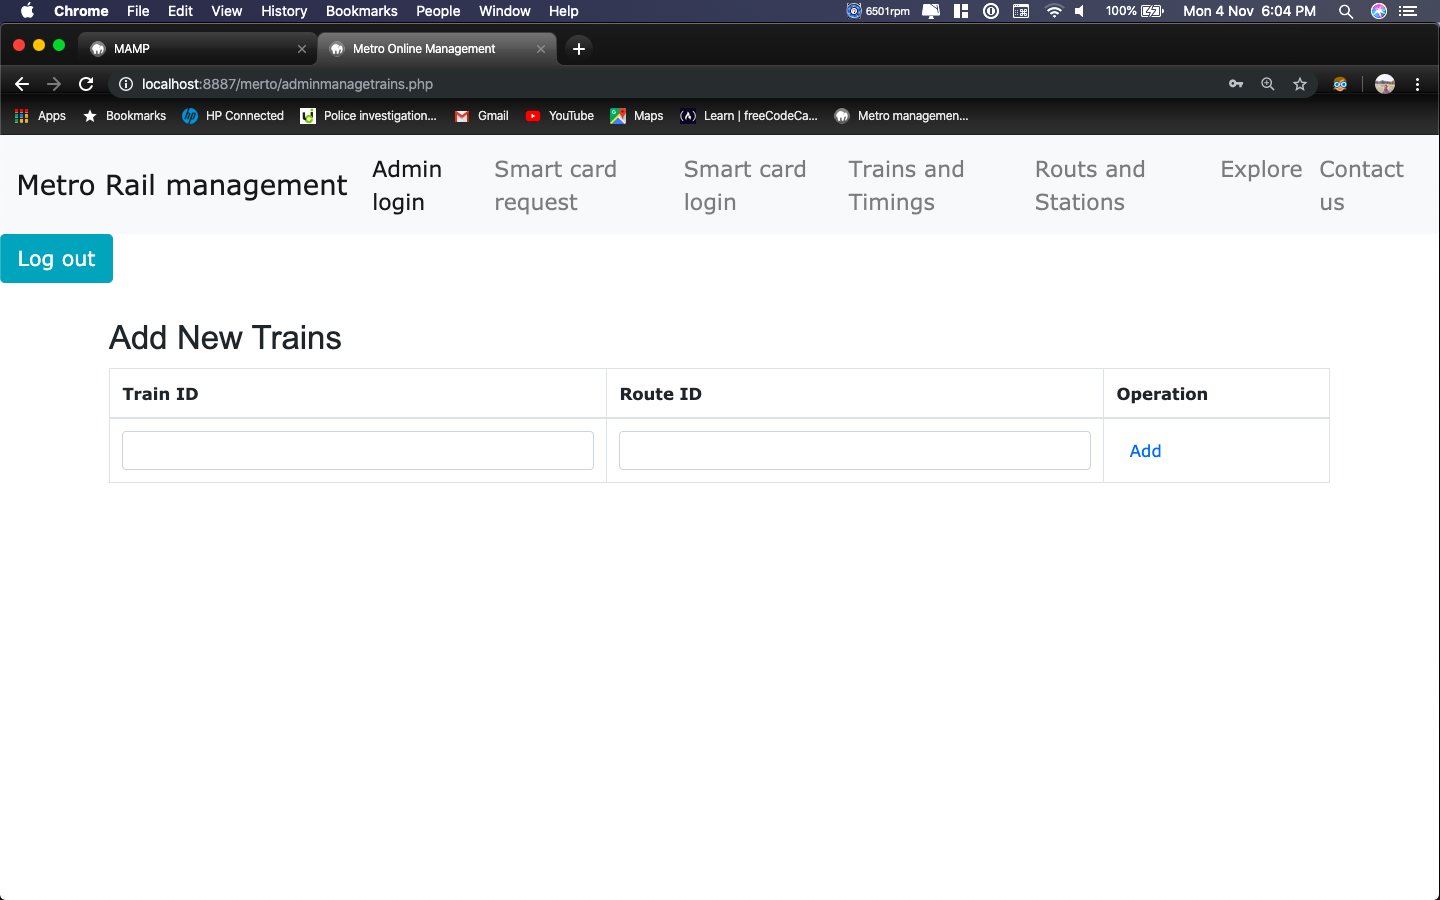 Chrome File Edit View History Bookmarks People Window Help 6501rpm 100% Mon 4 Nov 6:04 PM
MAMP Metro Online Management
localhost:8887/merto/adminmanagetrains.php
Apps Bookmarks HP Connected Police investigation... Gmail YouTube Maps Learn | freeCodeCa... Metro managemen...
Metro Rail management
Admin login
Smart card request
Smart card login
Trains and Timings
Routs and Stations
Explore
Contact us
Log out
Add New Trains
Train ID Route ID Operation
Add